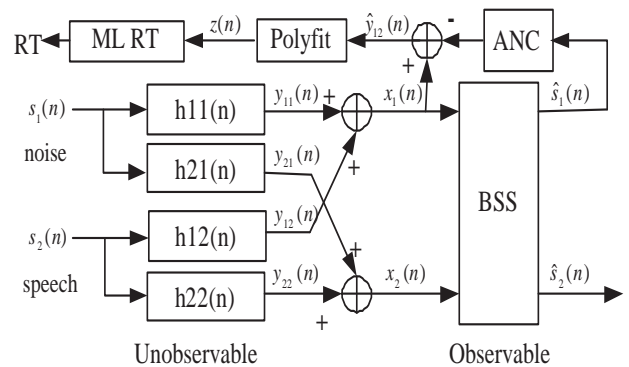 RT ML RT z(n) Polyfit ŷ₁₂(n) - ANC
+
s₁(n) h11(n) y₁₁(n) + x₁(n) ŝ₁(n)
noise h21(n) y₂₁(n) +
BSS
s₂(n) h12(n) y₁₂(n) +
speech h22(n) y₂₂(n) + x₂(n) ŝ₂(n)
Unobservable Observable